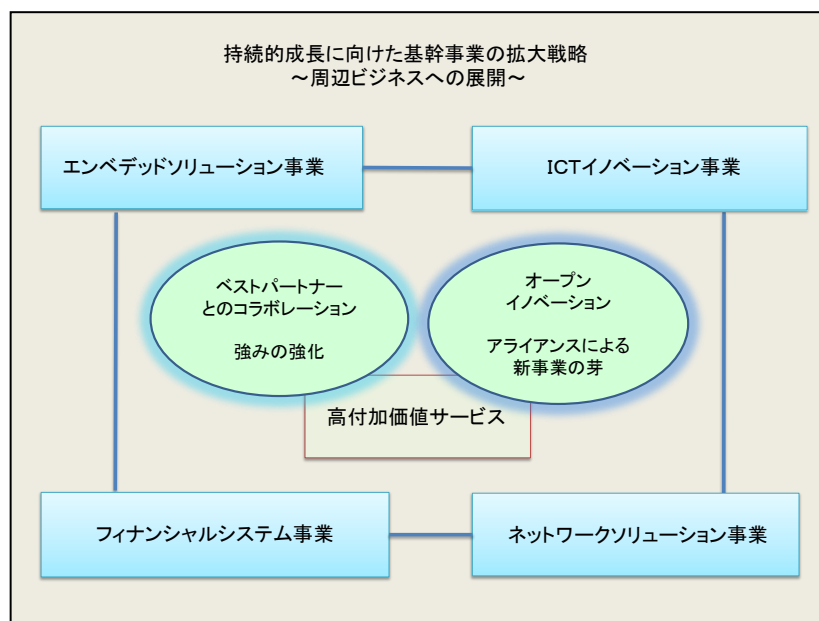 持続的成長に向けた基幹事業の拡大戦略
～周辺ビジネスへの展開～
エンベデッドソリューション事業
ICTイノベーション事業
ベストパートナー
とのコラボレーション
強みの強化
オープン
イノベーション
アライアンスによる
新事業の芽
高付加価値サービス
フィナンシャルシステム事業
ネットワークソリューション事業